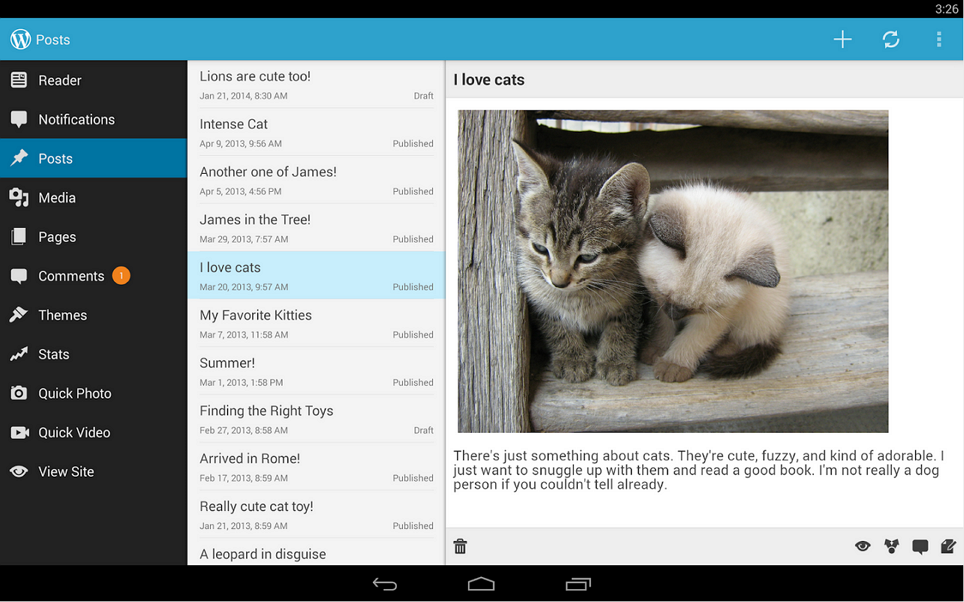 3:26
Posts
Reader
Notifications
Posts
Media
Pages
Comments 1
Themes
Stats
Quick Photo
Quick Video
View Site
Lions are cute too!
Jan 21, 2014, 8:30 AM Draft
Intense Cat
Apr 9, 2013, 9:56 AM Published
Another one of James!
Apr 5, 2013, 4:56 PM Published
James in the Tree!
Mar 29, 2013, 7:57 AM Published
I love cats
Mar 20, 2013, 9:57 AM Published
My Favorite Kitties
Mar 7, 2013, 11:58 AM Published
Summer!
Mar 1, 2013, 1:58 PM Published
Finding the Right Toys
Feb 27, 2013, 8:58 AM Draft
Arrived in Rome!
Feb 17, 2013, 8:59 AM Published
Really cute cat toy!
Jan 21, 2013, 8:59 AM Published
A leopard in disguise
I love cats
There's just something about cats. They're cute, fuzzy, and kind of adorable. I
just want to snuggle up with them and read a good book. I'm not really a dog
person if you couldn't tell already.